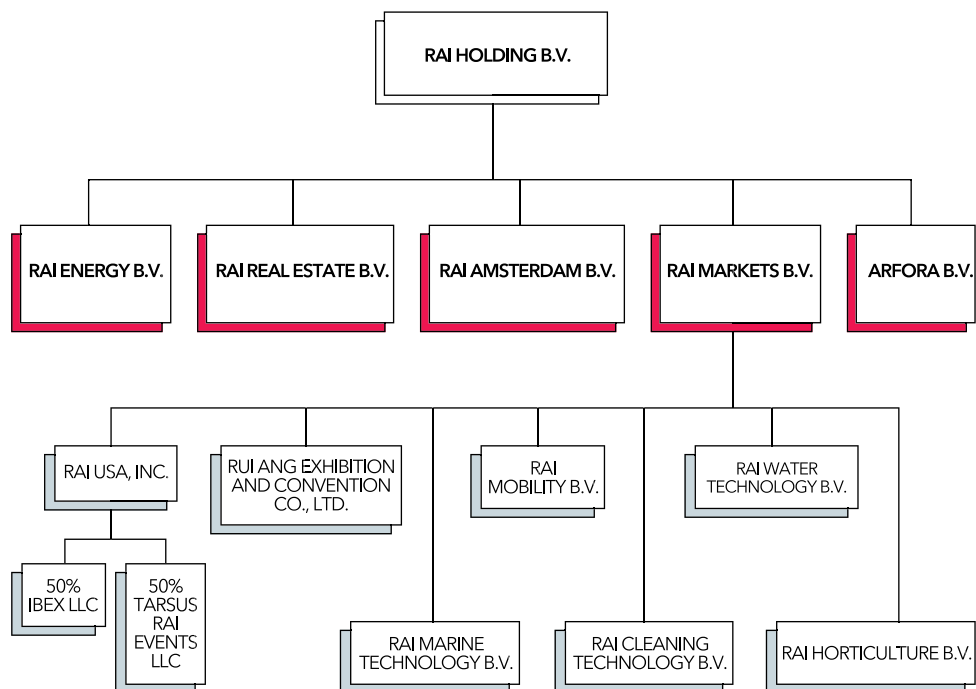 RAI HOLDING B.V.
RAI ENERGY B.V.
RAI REAL ESTATE B.V.
RAI AMSTERDAM B.V.
RAI MARKETS B.V.
ARFORA B.V.
RAI USA, INC.
RUI ANG EXHIBITION
AND CONVENTION
CO., LTD.
RAI
MOBILITY B.V.
RAI WATER
TECHNOLOGY B.V.
50%
IBEX LLC
50%
TARSUS
RAI
EVENTS
LLC
RAI MARINE
TECHNOLOGY B.V.
RAI CLEANING
TECHNOLOGY B.V.
RAI HORTICULTURE B.V.